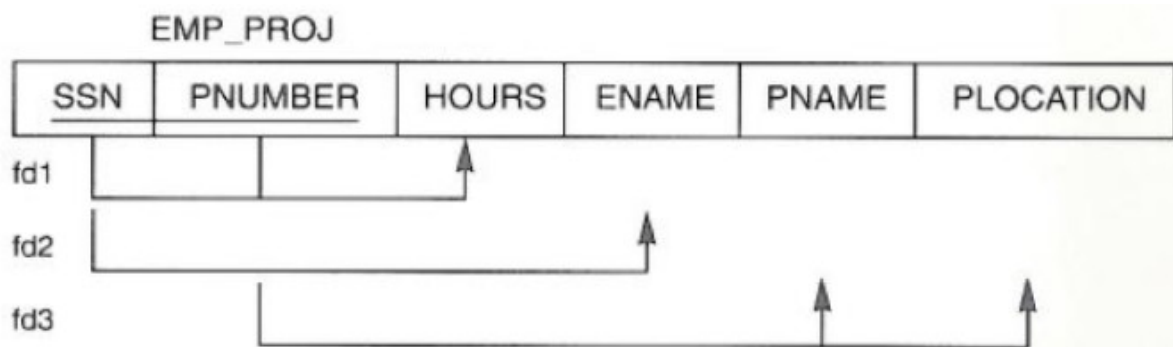 EMP_PROJ
SSN PNUMBER HOURS ENAME PNAME PLOCATION
fd1
fd2
fd3